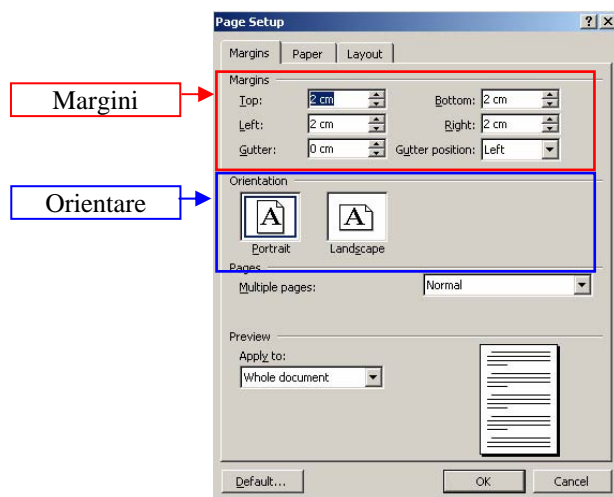 Page Setup
Margins Paper Layout
Margini
Margins
Top: 2 cm Bottom: 2 cm
Left: 2 cm Right: 2 cm
Gutter: 0 cm Gutter position: Left
Orientare
Orientation
A A
Portrait Landscape
Pages
Multiple pages: Normal
Preview
Apply to:
Whole document
Default... OK Cancel